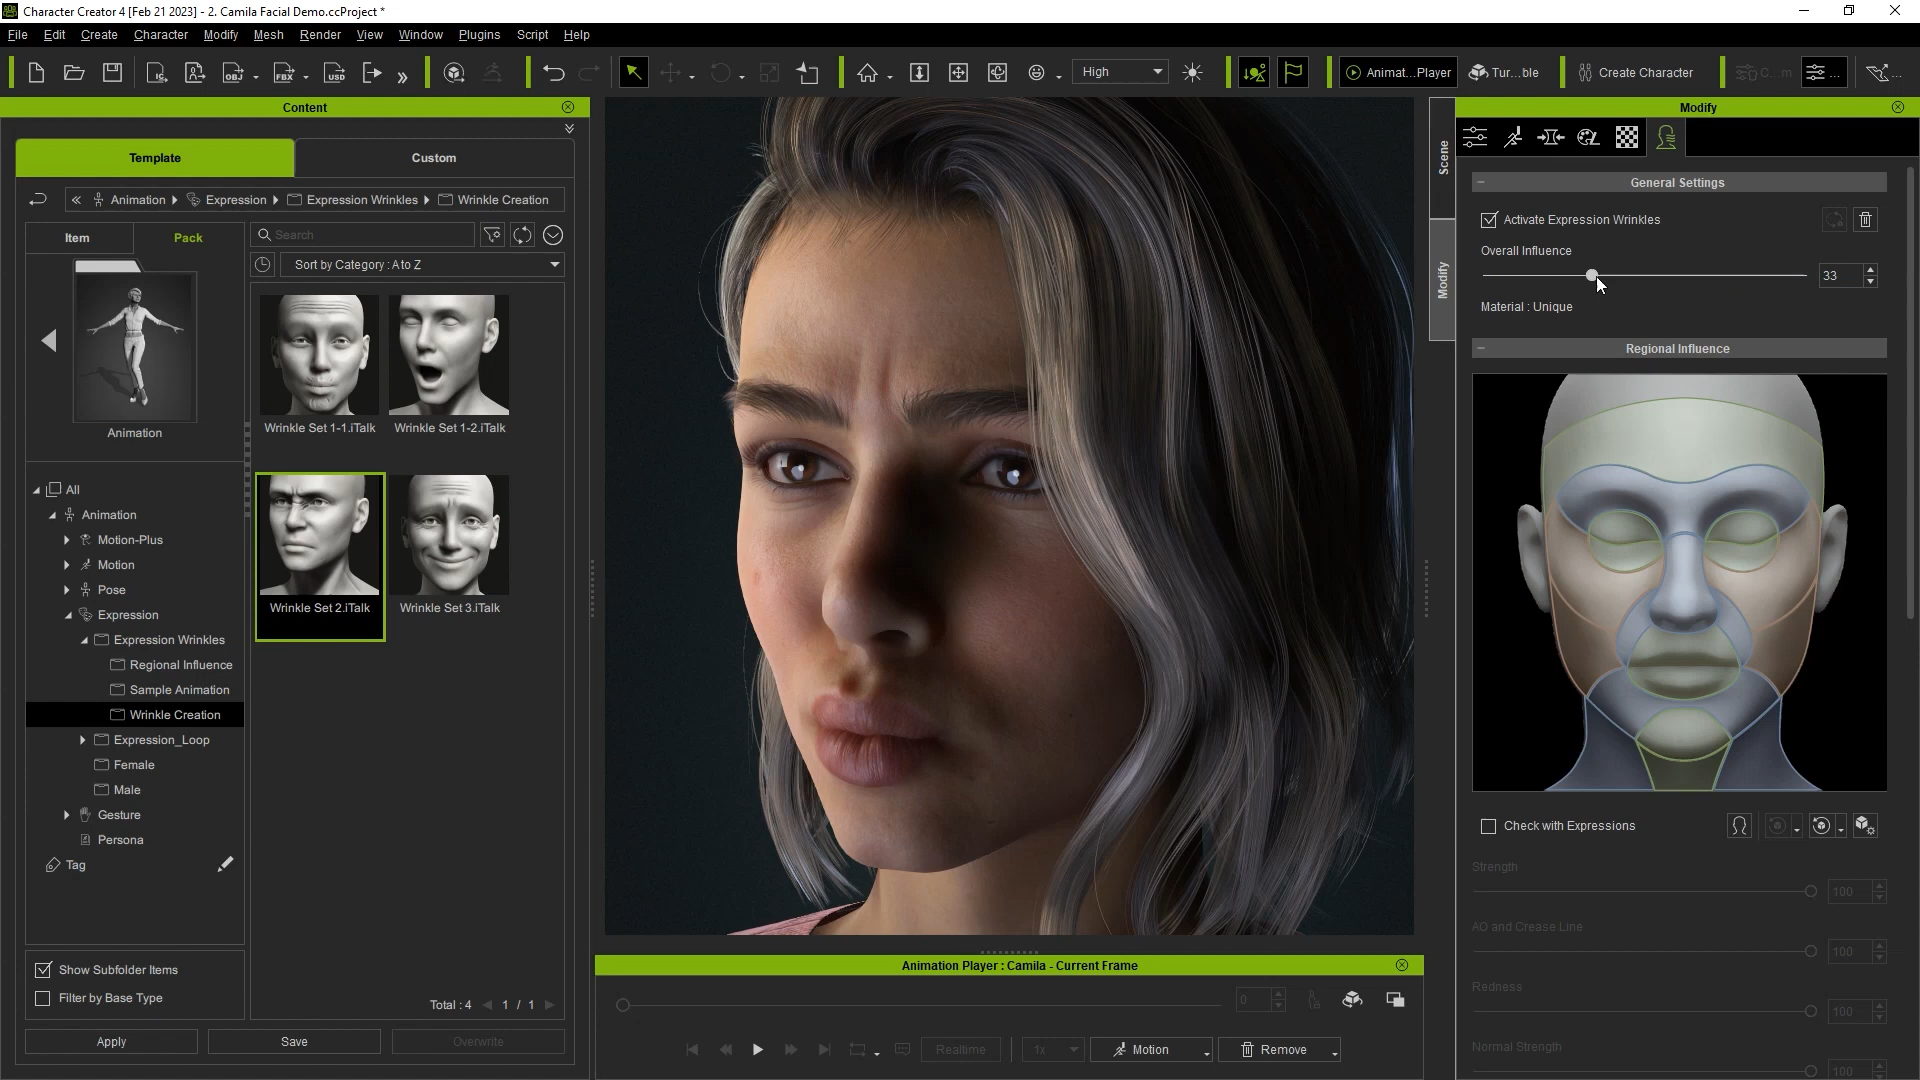 Character Creator 4 [Feb 21 2023] - 2. Camila Facial Demo.ccProject *
File Edit Create Character Modify Mesh Render View Window Plugins Script Help
IC OBJ FBX USD High Animat...Player Tur...ble Create Character C... m ... ...
Content
Template Custom
Animation Expression Expression Wrinkles Wrinkle Creation
Item Pack
Search
Sort by Category : A to Z
Animation
Wrinkle Set 1-1.iTalk Wrinkle Set 1-2.iTalk
Wrinkle Set 2.iTalk Wrinkle Set 3.iTalk
All
Animation
Motion-Plus
Motion
Pose
Expression
Expression Wrinkles
Regional Influence
Sample Animation
Wrinkle Creation
Expression_Loop
Female
Male
Gesture
Persona
Tag
Show Subfolder Items
Filter by Base Type
Total : 4 1 / 1
Apply Save Overwrite
Animation Player : Camila - Current Frame
0
Realtime 1x Motion Remove
Scene
Modify
Modify
General Settings
Activate Expression Wrinkles
Overall Influence
33
Material : Unique
Regional Influence
Check with Expressions
Strength
100
AO and Crease Line
100
Redness
100
Normal Strength
100